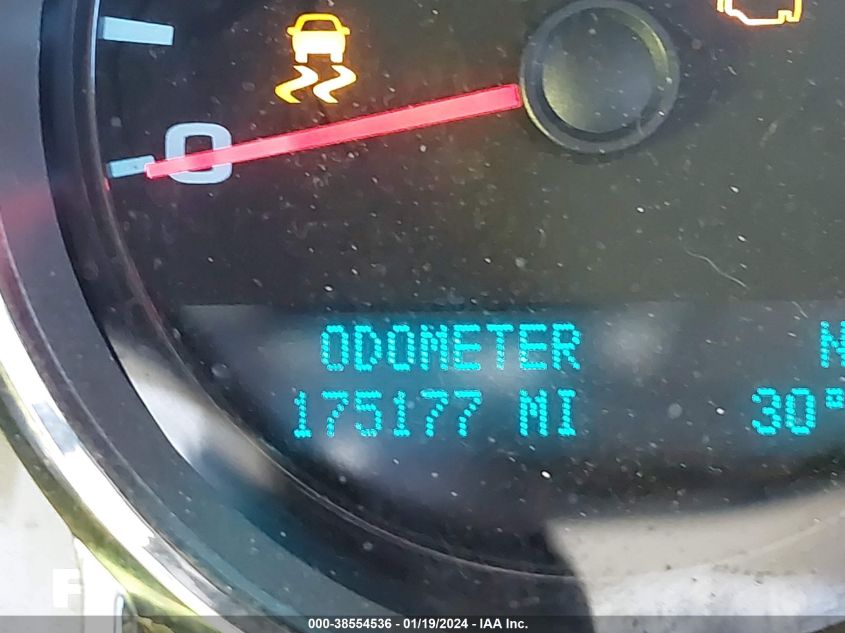 0
ODOMETER N
175177 MI 30°
F
000-38554536 - 01/19/2024 - IAA Inc.